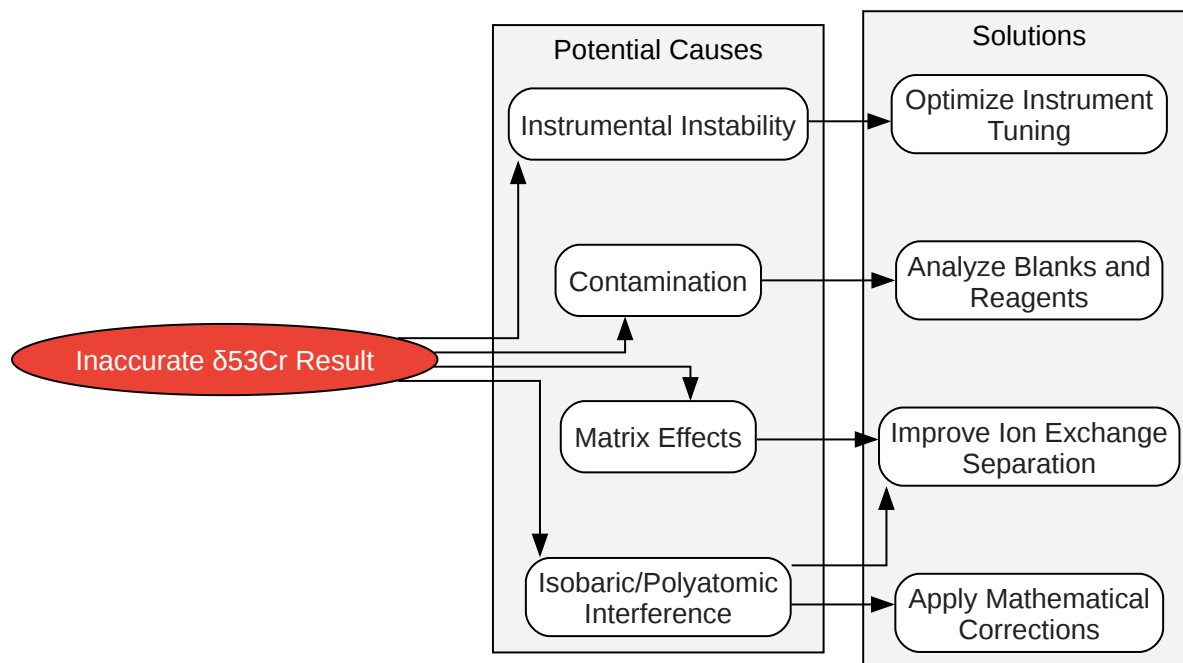 Potential Causes
Solutions
Instrumental Instability
Optimize Instrument
Tuning
Contamination
Analyze Blanks and
Reagents
Inaccurate δ53Cr Result
Matrix Effects
Improve Ion Exchange
Separation
Isobaric/Polyatomic
Interference
Apply Mathematical
Corrections